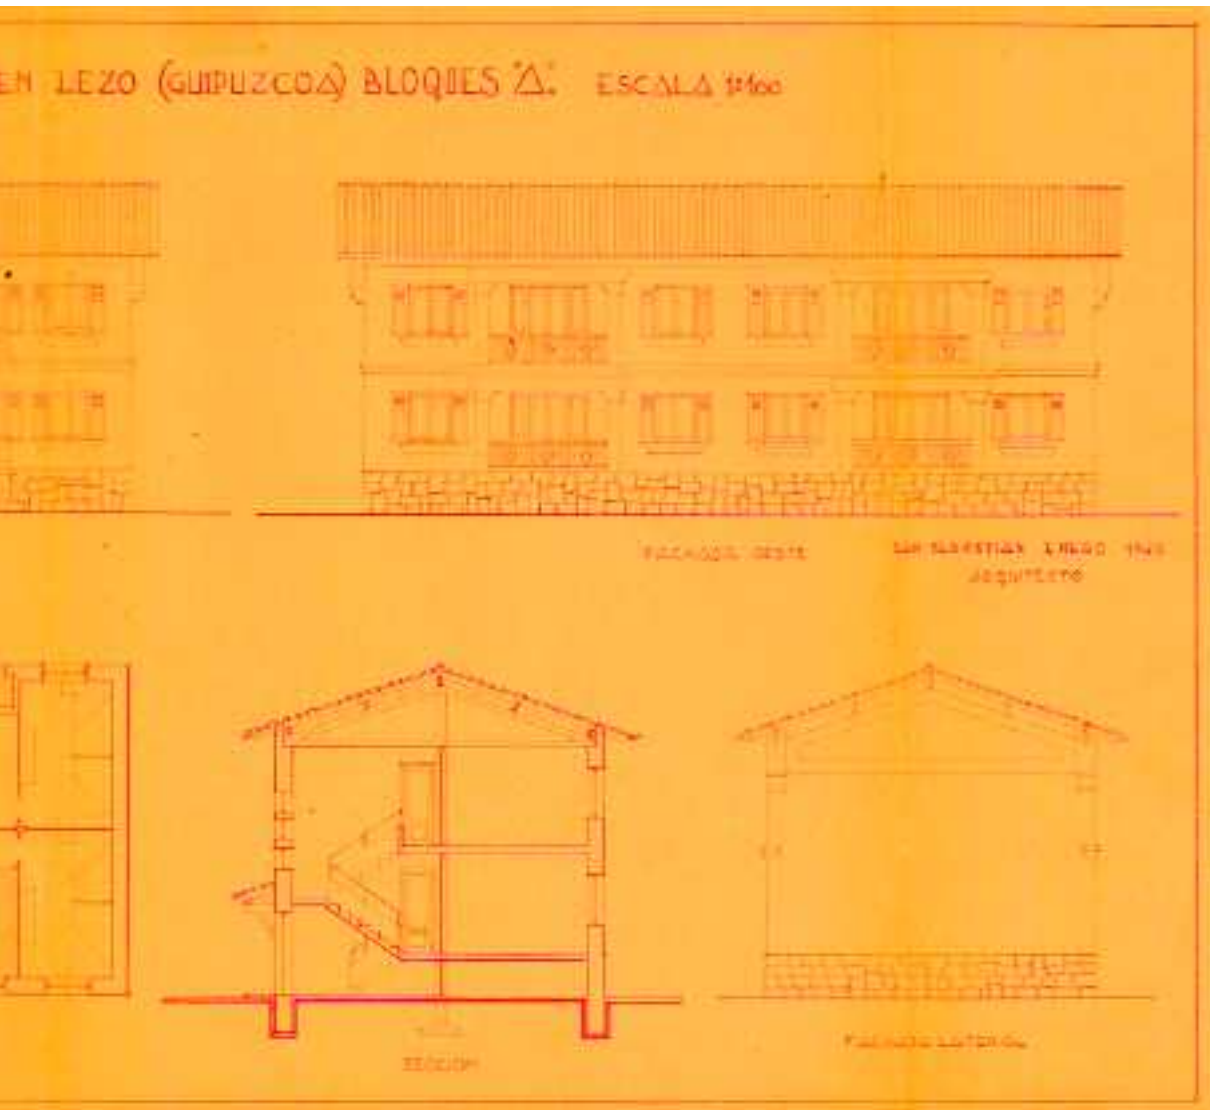 EN LEZO (GUIPUZCOA) BLOQUES "A". ESCALA 1:100
FACHADA OESTE
SAN SEBASTIAN ENERO
ARQUITECTO
SECCION
FACHADA LATERAL